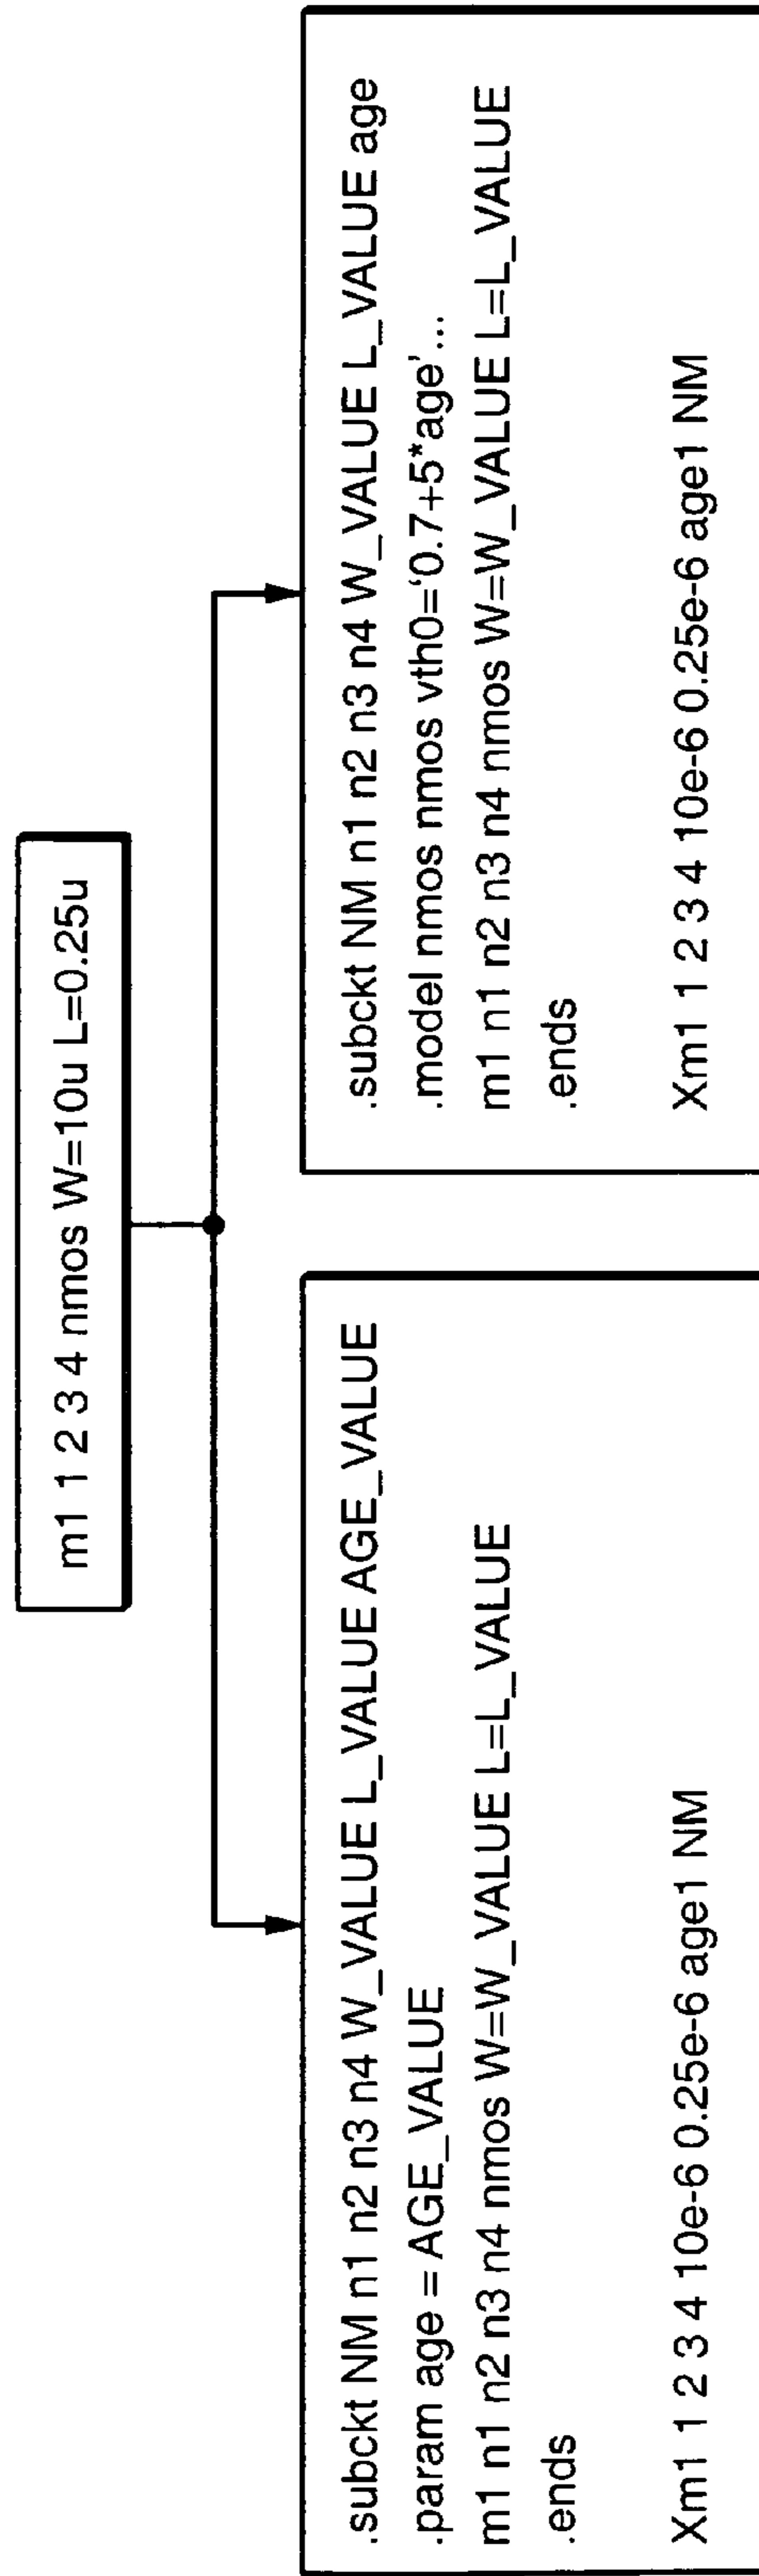 m1 1 2 3 4 nmos W=10u L=0.25u
.subckt NM n1 n2 n3 n4 W_VALUE L_VALUE AGE_VALUE
.param age = AGE_VALUE
m1 n1 n2 n3 n4 nmos W=W_VALUE L=L_VALUE
.ends
Xm1 1 2 3 4 10e-6 0.25e-6 age1 NM
.subckt NM n1 n2 n3 n4 W_VALUE L_VALUE age
.model nmos nmos vth0=‘0.7+5*age’...
m1 n1 n2 n3 n4 nmos W=W_VALUE L=L_VALUE
.ends
Xm1 1 2 3 4 10e-6 0.25e-6 age1 NM